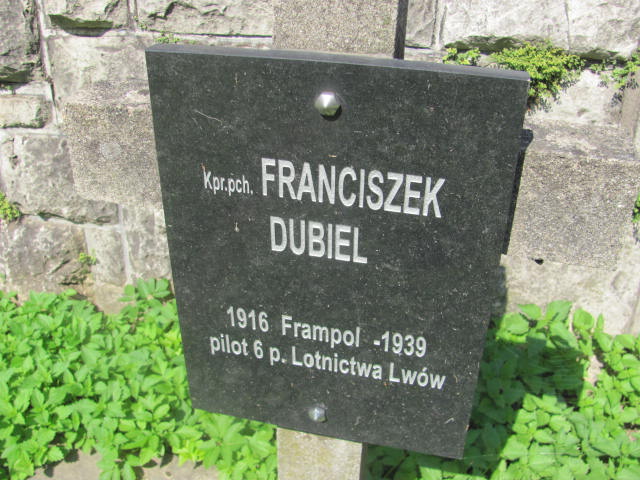 Kpr.pch. FRANCISZEK
DUBIEL
1916 Frampol -1939
pilot 6 p. Lotnictwa Lwów